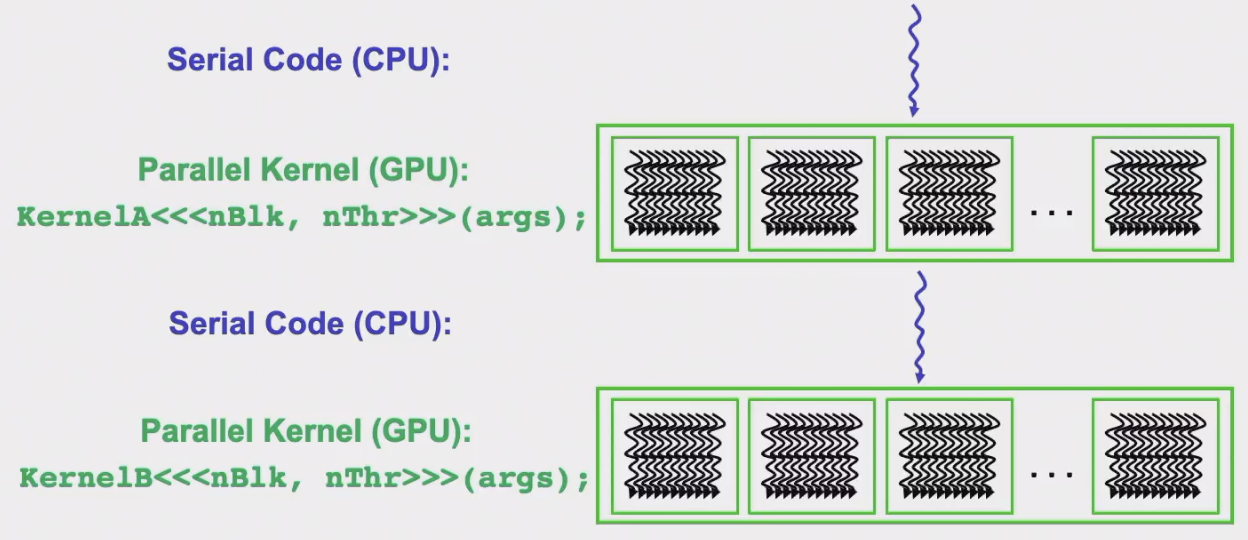 Serial Code (CPU):
Parallel Kernel (GPU):
KernelA<<<nBlk, nThr>>>(args);
...
Serial Code (CPU):
Parallel Kernel (GPU):
KernelB<<<nBlk, nThr>>>(args);
...